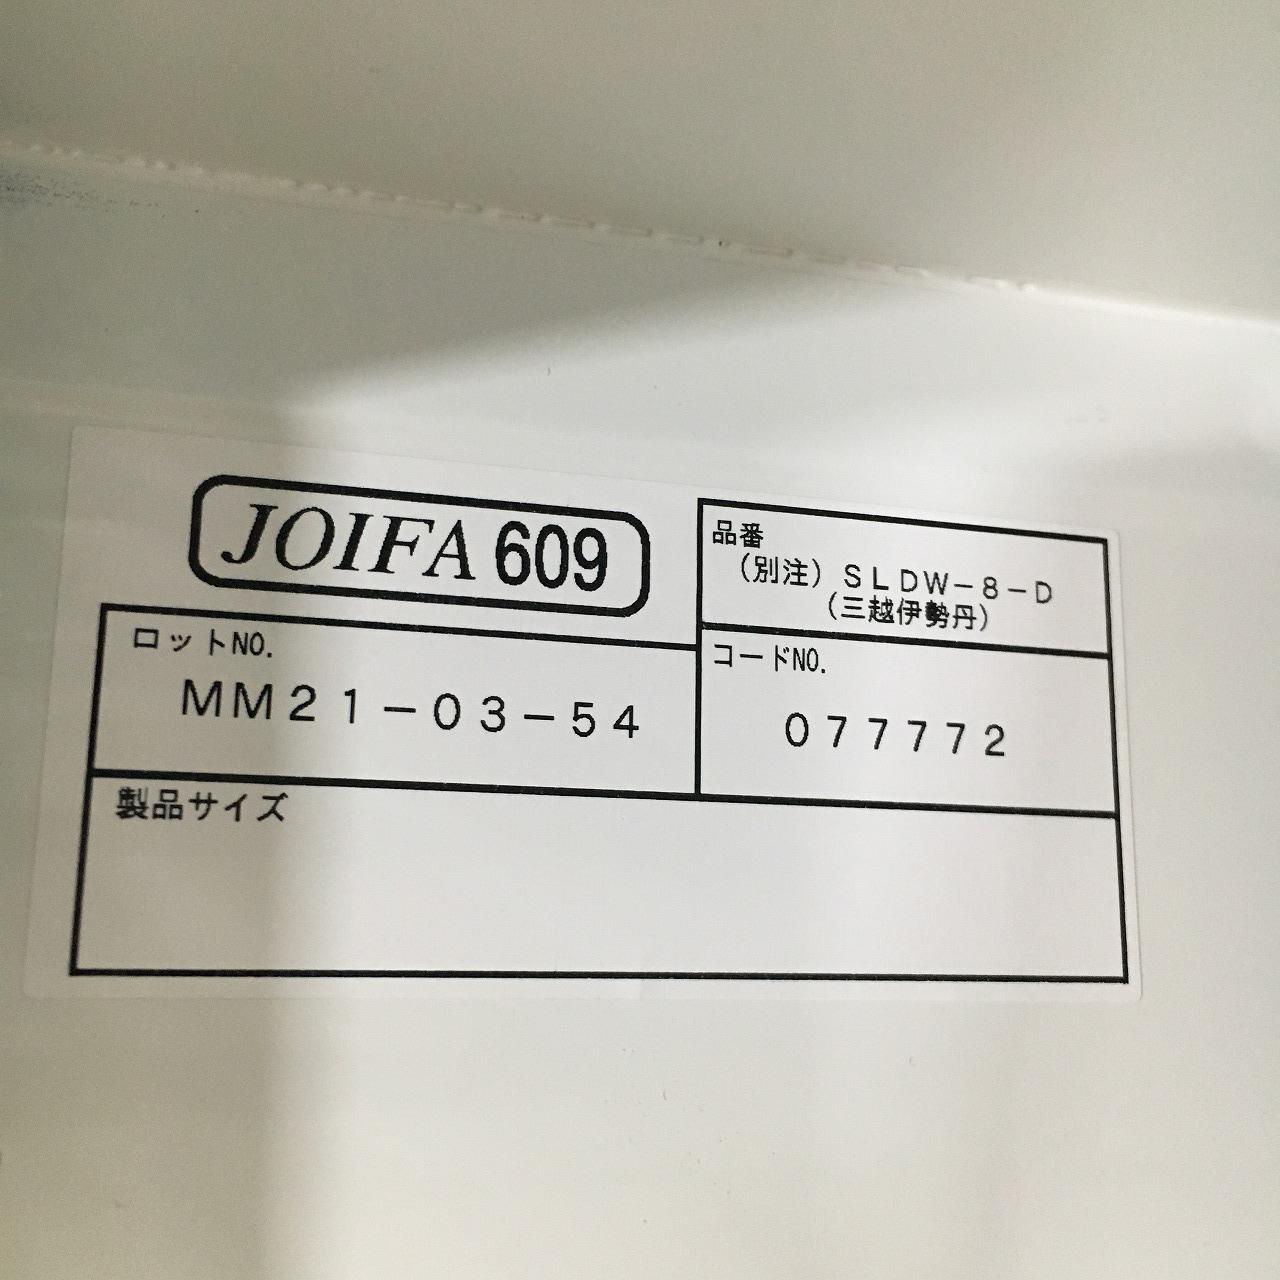 JOIFA 609
品番
（別注）ＳＬＤＷ－８－Ｄ
（三越伊勢丹）
ロットNO.
ＭＭ２１－０３－５４
コードNO.
０７７７７２
製品サイズ